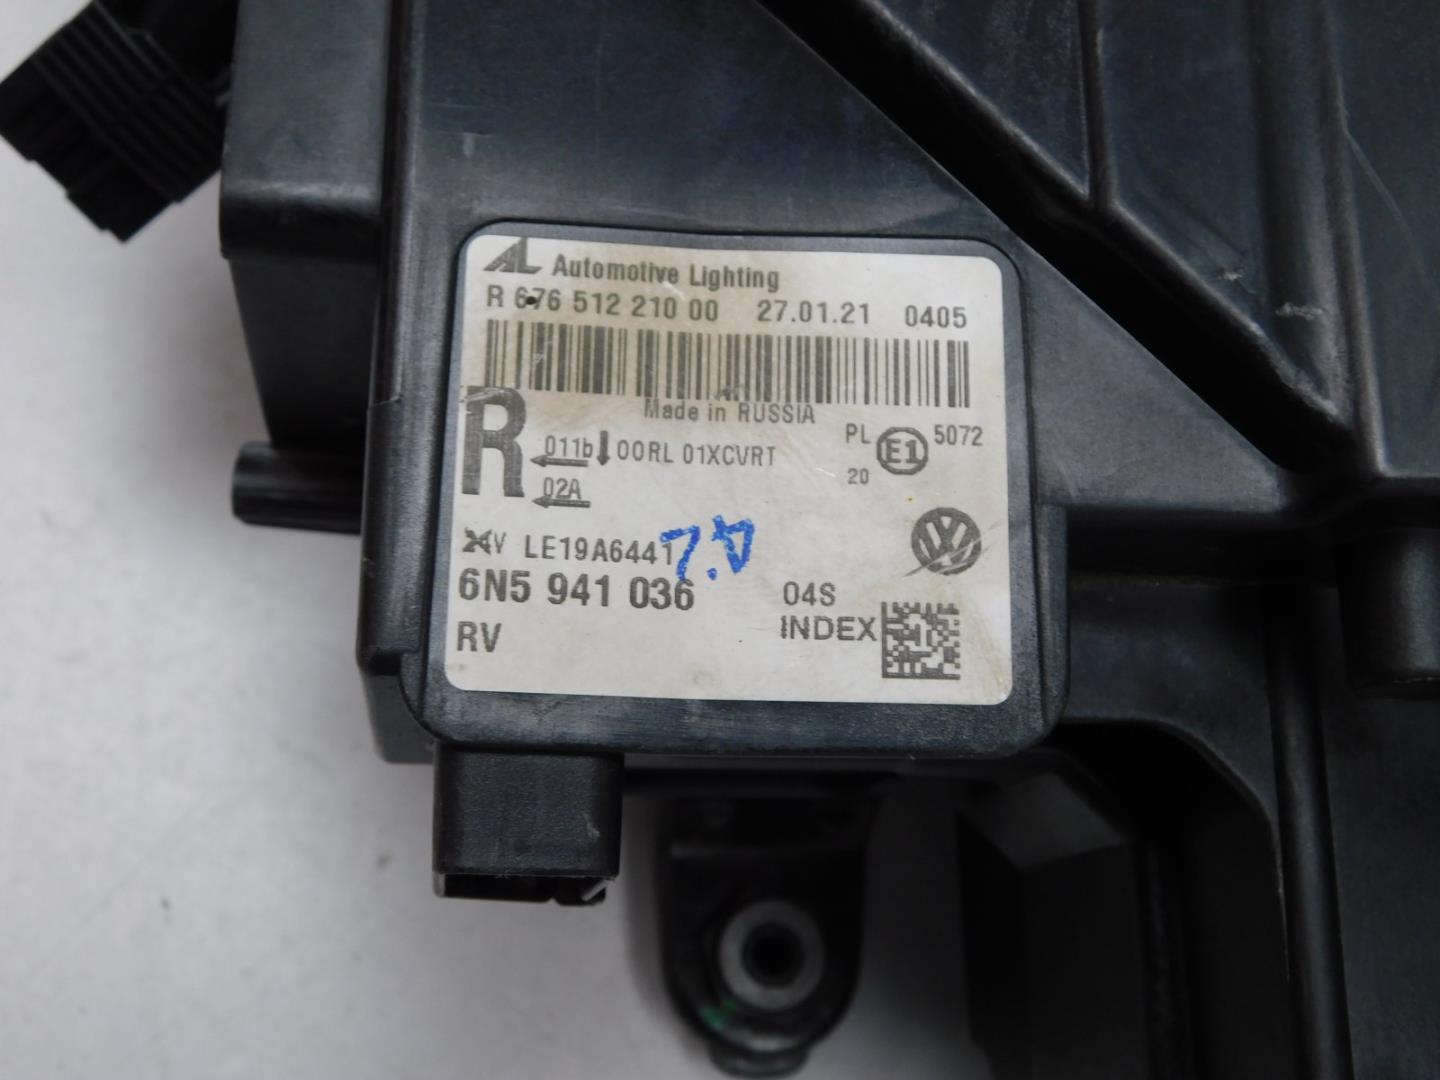 AL Automotive Lighting
R 676 512 210 00 27.01.21 0405
Made in RUSSIA
R 011b 00RL 01XCVRT PL E1 5072
02A 20
V LE19A6441
6N5 941 036 04S
RV INDEX